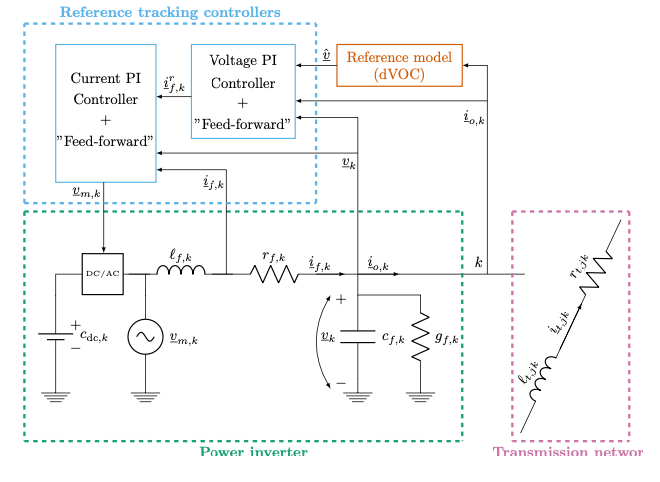 Reference tracking controllers
Current PI
Controller
+
"Feed-forward"
Voltage PI
Controller
+
"Feed-forward"
Reference model
(dVOC)
v̂
i^r_{f,k}
i_{o,k}
v_k
i_{f,k}
v_{m,k}
DC/AC
ℓ_{f,k}
r_{f,k}
i_{f,k}
i_{o,k}
k
+
−
c_{dc,k}
v_{m,k}
+
−
v_k
c_{f,k}
g_{f,k}
r_{t,jk}
i_{t,jk}
ℓ_{t,jk}
Power inverter
Transmission networ